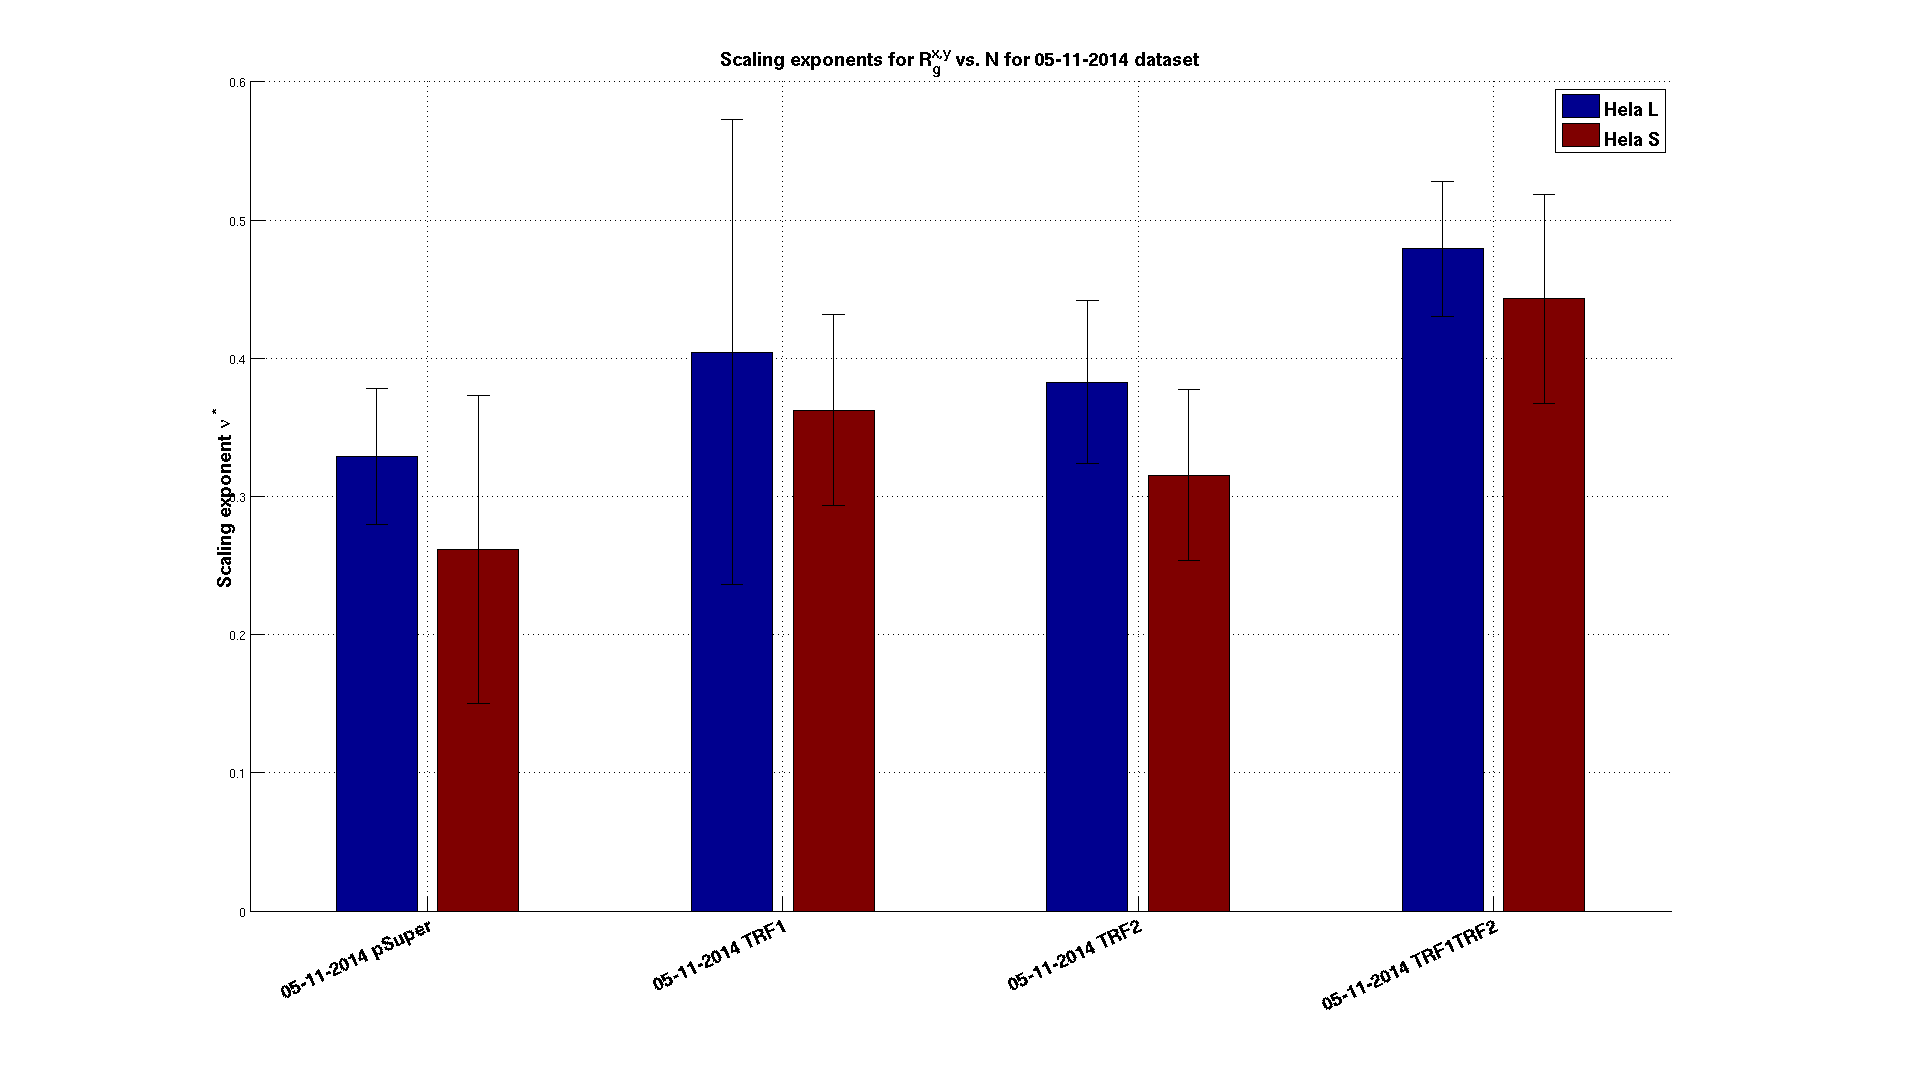 Scaling exponents for R_g^{x,y} vs. N for 05-11-2014 dataset
Hela L
Hela S
0.6
0.5
0.4
0.3
0.2
0.1
0
Scaling exponent ν*
05-11-2014 pSuper
05-11-2014 TRF1
05-11-2014 TRF2
05-11-2014 TRF1TRF2